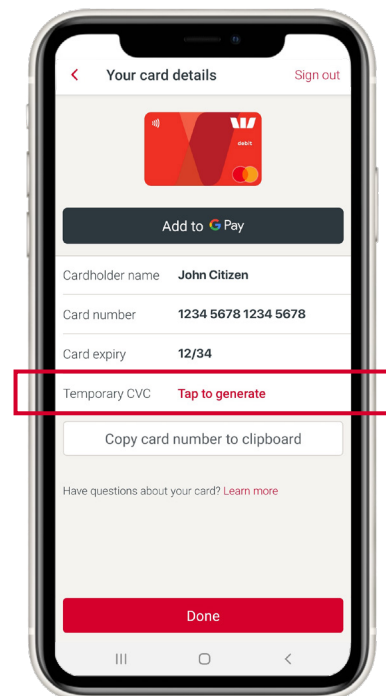 Your card details Sign out
debit
Add to G Pay
Cardholder name John Citizen
Card number 1234 5678 1234 5678
Card expiry 12/34
Temporary CVC Tap to generate
Copy card number to clipboard
Have questions about your card? Learn more
Done